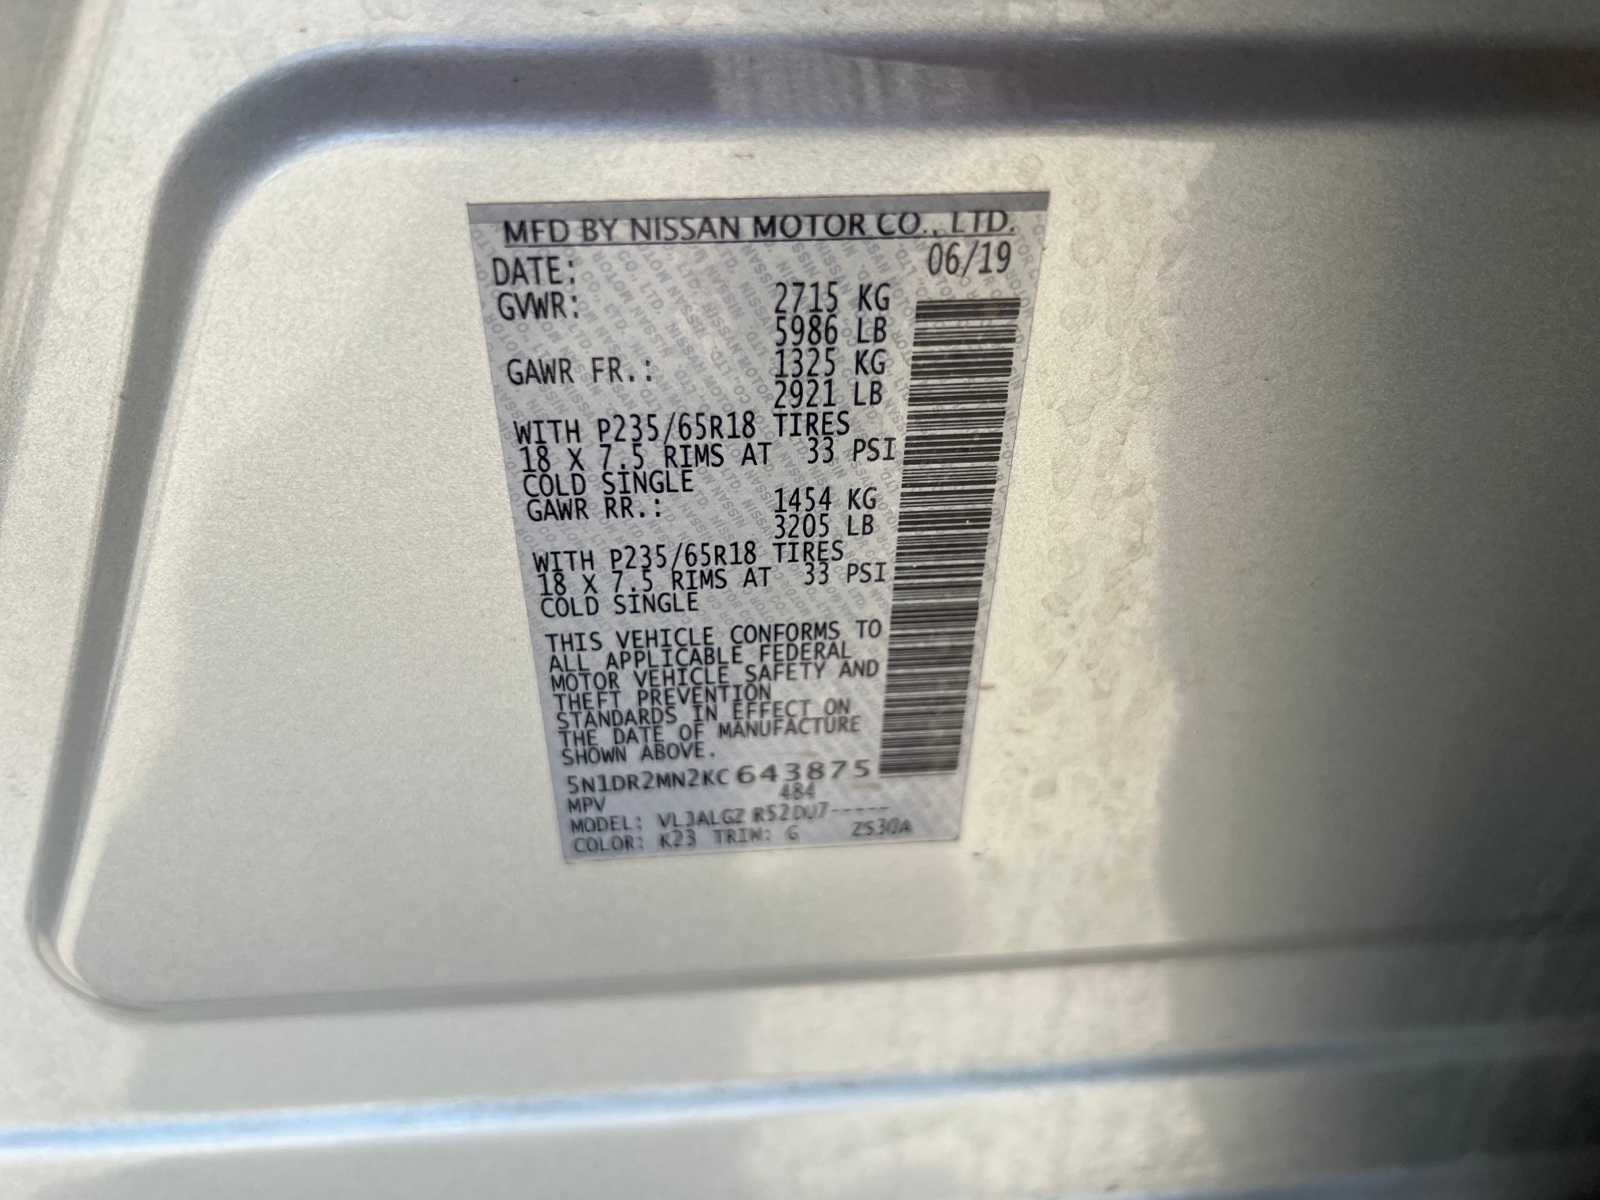 MFD BY NISSAN MOTOR CO., LTD.
DATE: 06/19
GVWR: 2715 KG
5986 LB
GAWR FR.: 1325 KG
2921 LB
WITH P235/65R18 TIRES
18 X 7.5 RIMS AT 33 PSI
COLD SINGLE
GAWR RR.: 1454 KG
3205 LB
WITH P235/65R18 TIRES
18 X 7.5 RIMS AT 33 PSI
COLD SINGLE
THIS VEHICLE CONFORMS TO
ALL APPLICABLE FEDERAL
MOTOR VEHICLE SAFETY AND
THEFT PREVENTION
STANDARDS IN EFFECT ON
THE DATE OF MANUFACTURE
SHOWN ABOVE.
5N1DR2MN2KC643875
MPV 484
MODEL: VL3ALGZ R52DU7-----
COLOR: K23 TRIM: G ZS30A